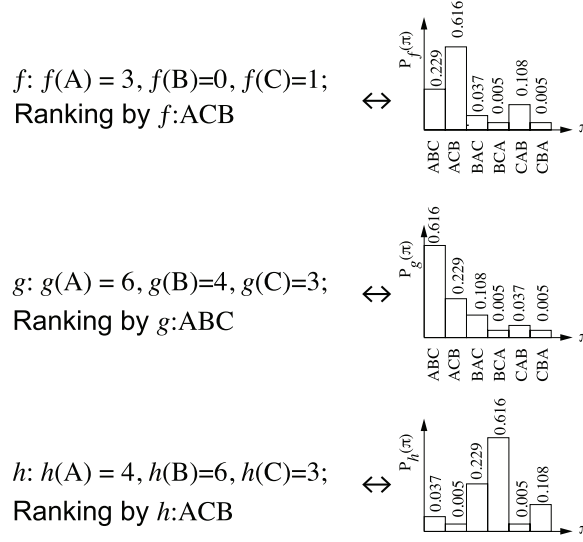 f: f(A) = 3, f(B)=0, f(C)=1;
Ranking by f:ACB
↔
P_f(π)
0.229
0.616
0.037
0.005
0.108
0.005
ABC
ACB
BAC
BCA
CAB
CBA
g: g(A) = 6, g(B)=4, g(C)=3;
Ranking by g:ABC
↔
P_g(π)
0.616
0.229
0.108
0.005
0.037
0.005
ABC
ACB
BAC
BCA
CAB
CBA
h: h(A) = 4, h(B)=6, h(C)=3;
Ranking by h:ACB
↔
P_h(π)
0.037
0.005
0.229
0.616
0.005
0.108